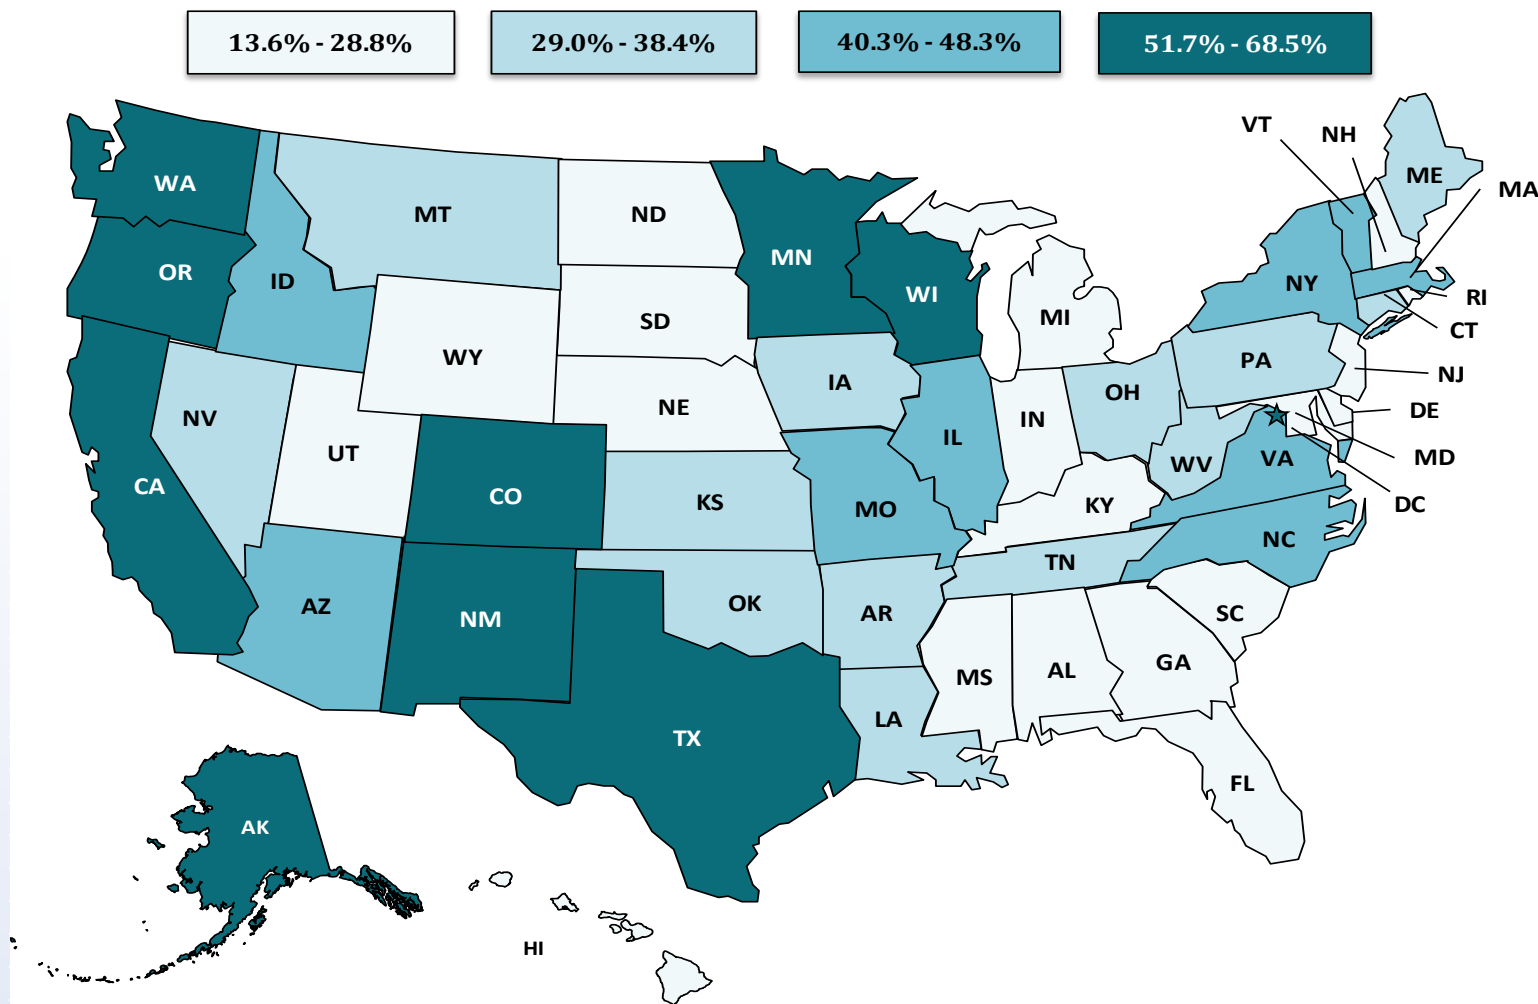 13.6% - 28.8%
29.0% - 38.4%
40.3% - 48.3%
51.7% - 68.5%
VT
NH
ME
MA
WA
MT
ND
MN
OR
ID
WI
NY
RI
SD
MI
CT
WY
PA
NJ
IA
OH
NE
NV
IN
DE
UT
IL
WV
VA
MD
CA
CO
KS
MO
KY
DC
NC
TN
AZ
OK
AR
SC
NM
GA
MS
AL
LA
TX
FL
AK
HI